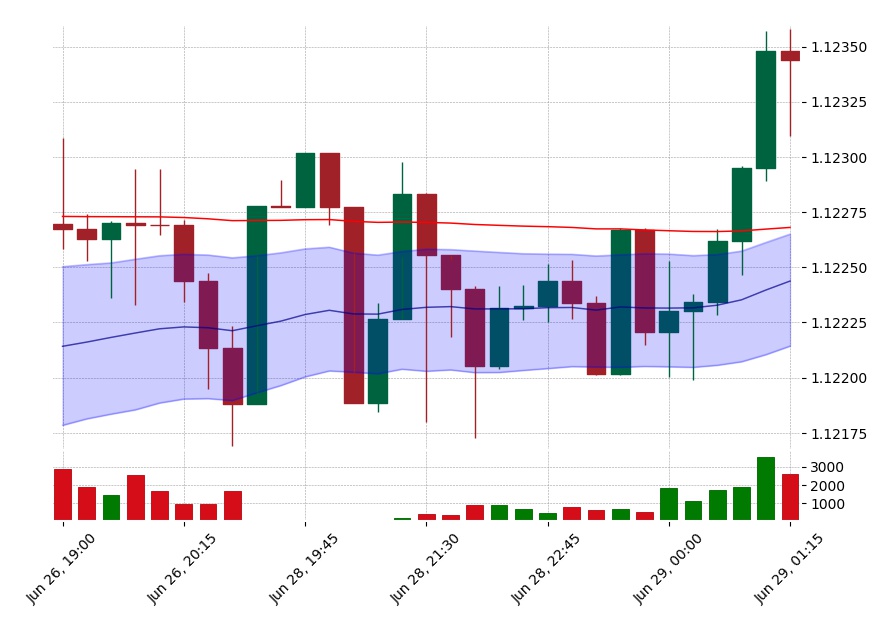 1.12350
1.12325
1.12300
1.12275
1.12250
1.12225
1.12200
1.12175
3000
2000
1000
Jun 26, 19:00
Jun 26, 20:15
Jun 28, 19:45
Jun 28, 21:30
Jun 28, 22:45
Jun 29, 00:00
Jun 29, 01:15